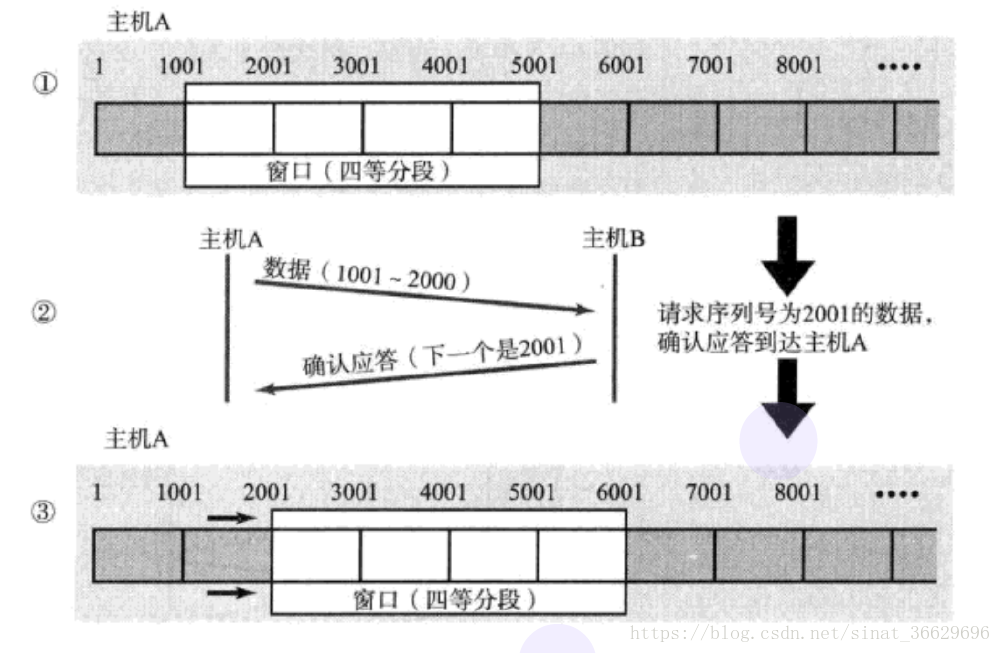 主机A
① 1 1001 2001 3001 4001 5001 6001 7001 8001 ••••
窗口（四等分段）
主机A 主机B
数据（1001～2000）
②
请求序列号为2001的数据，
确认应答到达主机A
确认应答（下一个是2001）
主机A
③ 1 1001 2001 3001 4001 5001 6001 7001 8001 ••••
窗口（四等分段）
https://blog.csdn.net/sinat_36629696